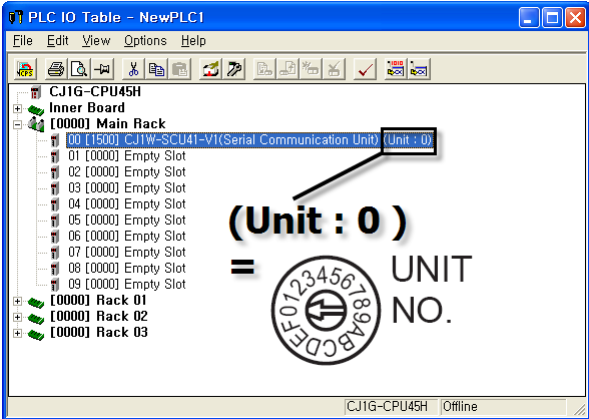 PLC IO Table - NewPLC1
File Edit View Options Help
CJ1G-CPU45H
Inner Board
[0000] Main Rack
00 [1500] CJ1W-SCU41-V1(Serial Communication Unit) (Unit : 0)
01 [0000] Empty Slot
02 [0000] Empty Slot
03 [0000] Empty Slot
04 [0000] Empty Slot
05 [0000] Empty Slot
06 [0000] Empty Slot
07 [0000] Empty Slot
08 [0000] Empty Slot
09 [0000] Empty Slot
[0000] Rack 01
[0000] Rack 02
[0000] Rack 03
(Unit : 0 )
=
0123456789ABCDEF
UNIT
NO.
CJ1G-CPU45H Offline